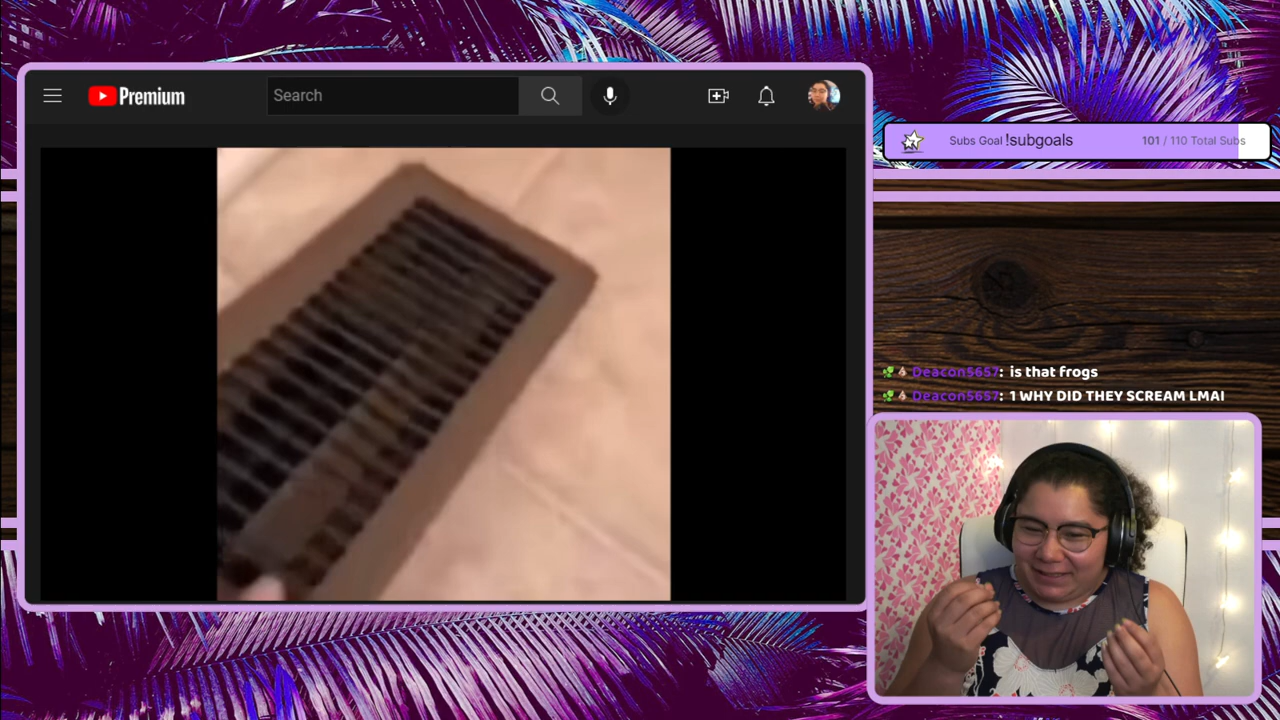 Premium
Search
Subs Goal !subgoals 101 / 110 Total Subs
Deacon5657: is that frogs
Deacon5657: 1 WHY DID THEY SCREAM LMAI